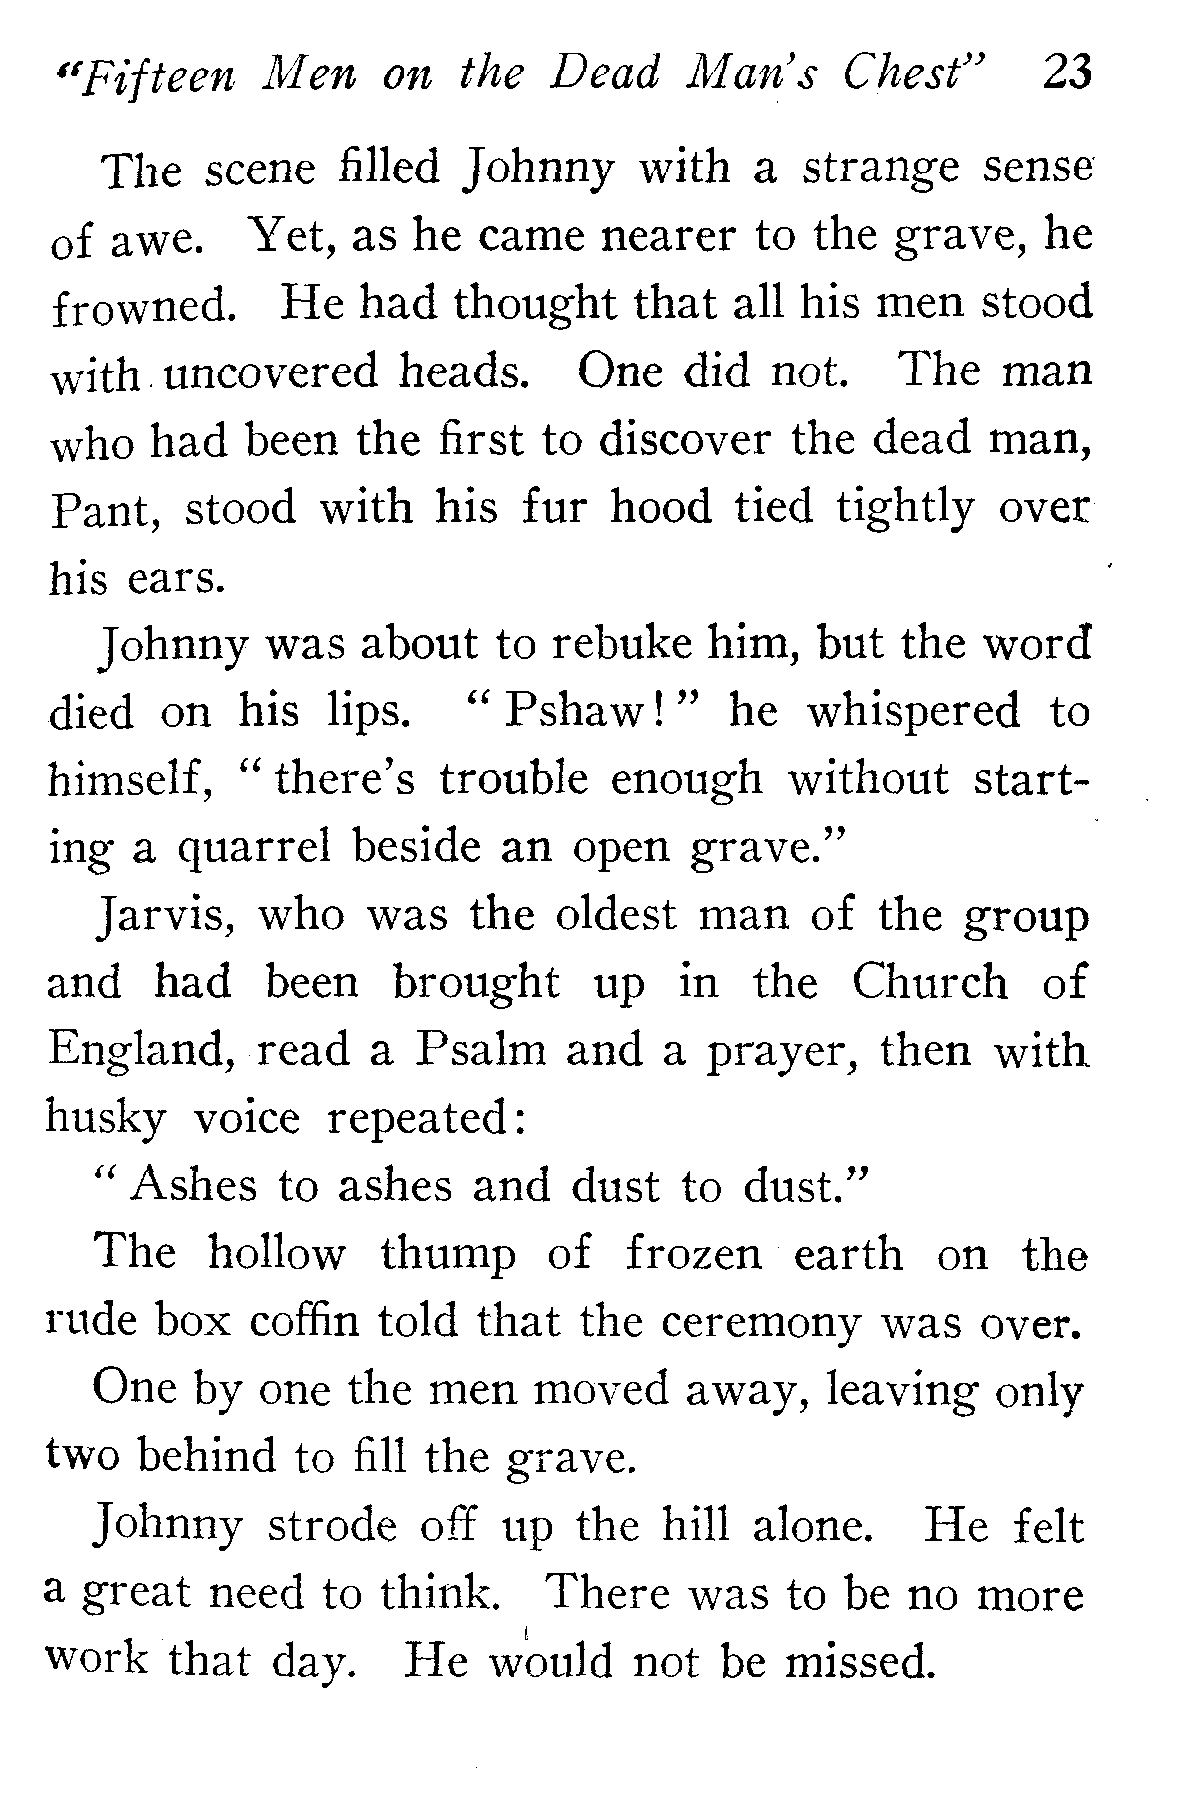 “Fifteen Men on the Dead Man’s Chest” 23
The scene filled Johnny with a strange sense
of awe. Yet, as he came nearer to the grave, he
frowned. He had thought that all his men stood
with uncovered heads. One did not. The man
who had been the first to discover the dead man,
Pant, stood with his fur hood tied tightly over
his ears.
Johnny was about to rebuke him, but the word
died on his lips. “ Pshaw! ” he whispered to
himself, “ there’s trouble enough without start-
ing a quarrel beside an open grave.”
Jarvis, who was the oldest man of the group
and had been brought up in the Church of
England, read a Psalm and a prayer, then with
husky voice repeated:
“ Ashes to ashes and dust to dust.”
The hollow thump of frozen earth on the
rude box coffin told that the ceremony was over.
One by one the men moved away, leaving only
two behind to fill the grave.
Johnny strode off up the hill alone. He felt
a great need to think. There was to be no more
work that day. He would not be missed.